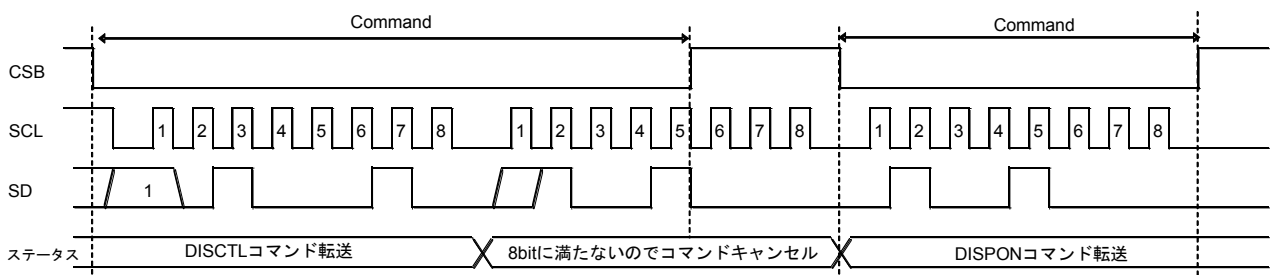 Command Command
CSB
SCL 1 2 3 4 5 6 7 8 1 2 3 4 5 6 7 8 1 2 3 4 5 6 7 8
SD 1
ステータス DISCTLコマンド転送 8bitに満たないのでコマンドキャンセル DISPONコマンド転送